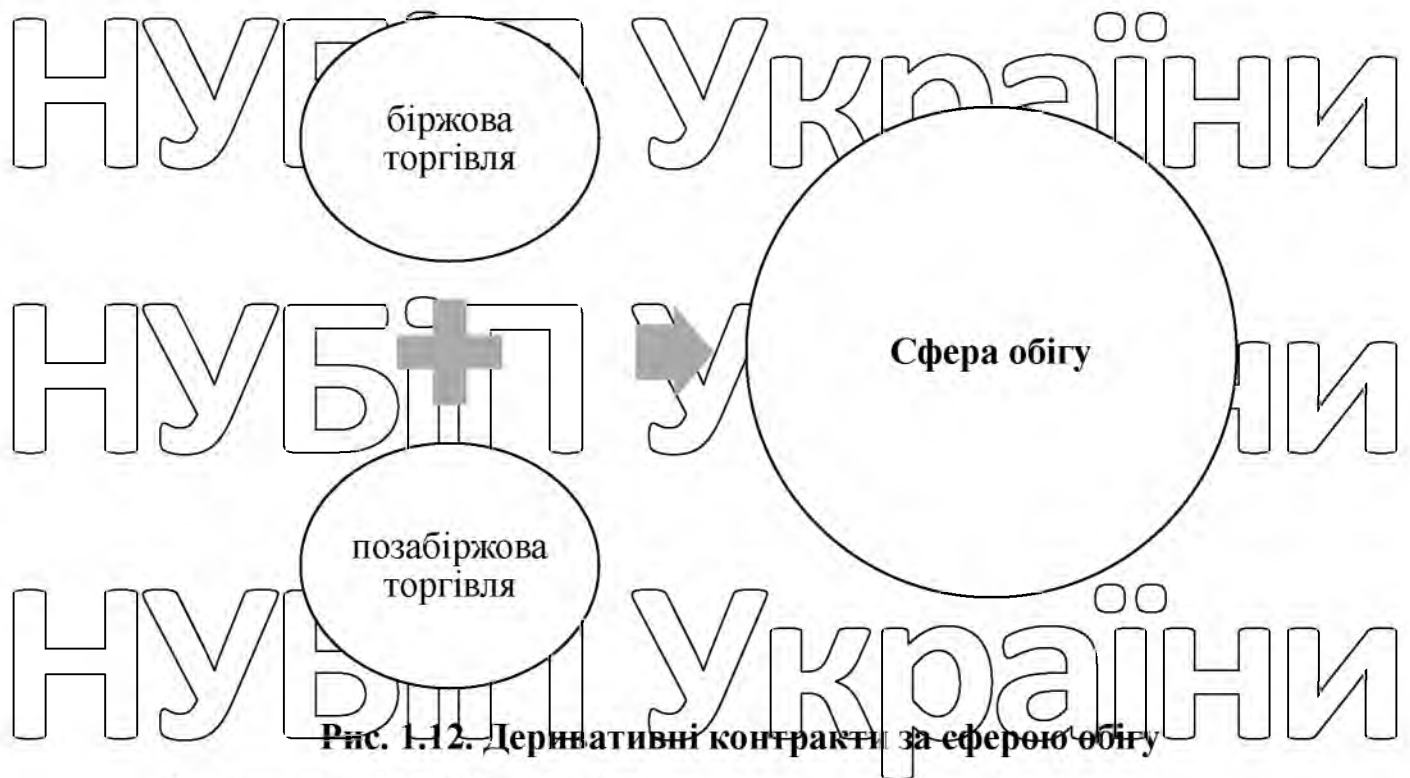 НУБіП України
біржова
торгівля
НУБіП України
Сфера обігу
позабіржова
торгівля
НУБіП України
Рис. 1.12. Деривативні контракти за сферою обігу